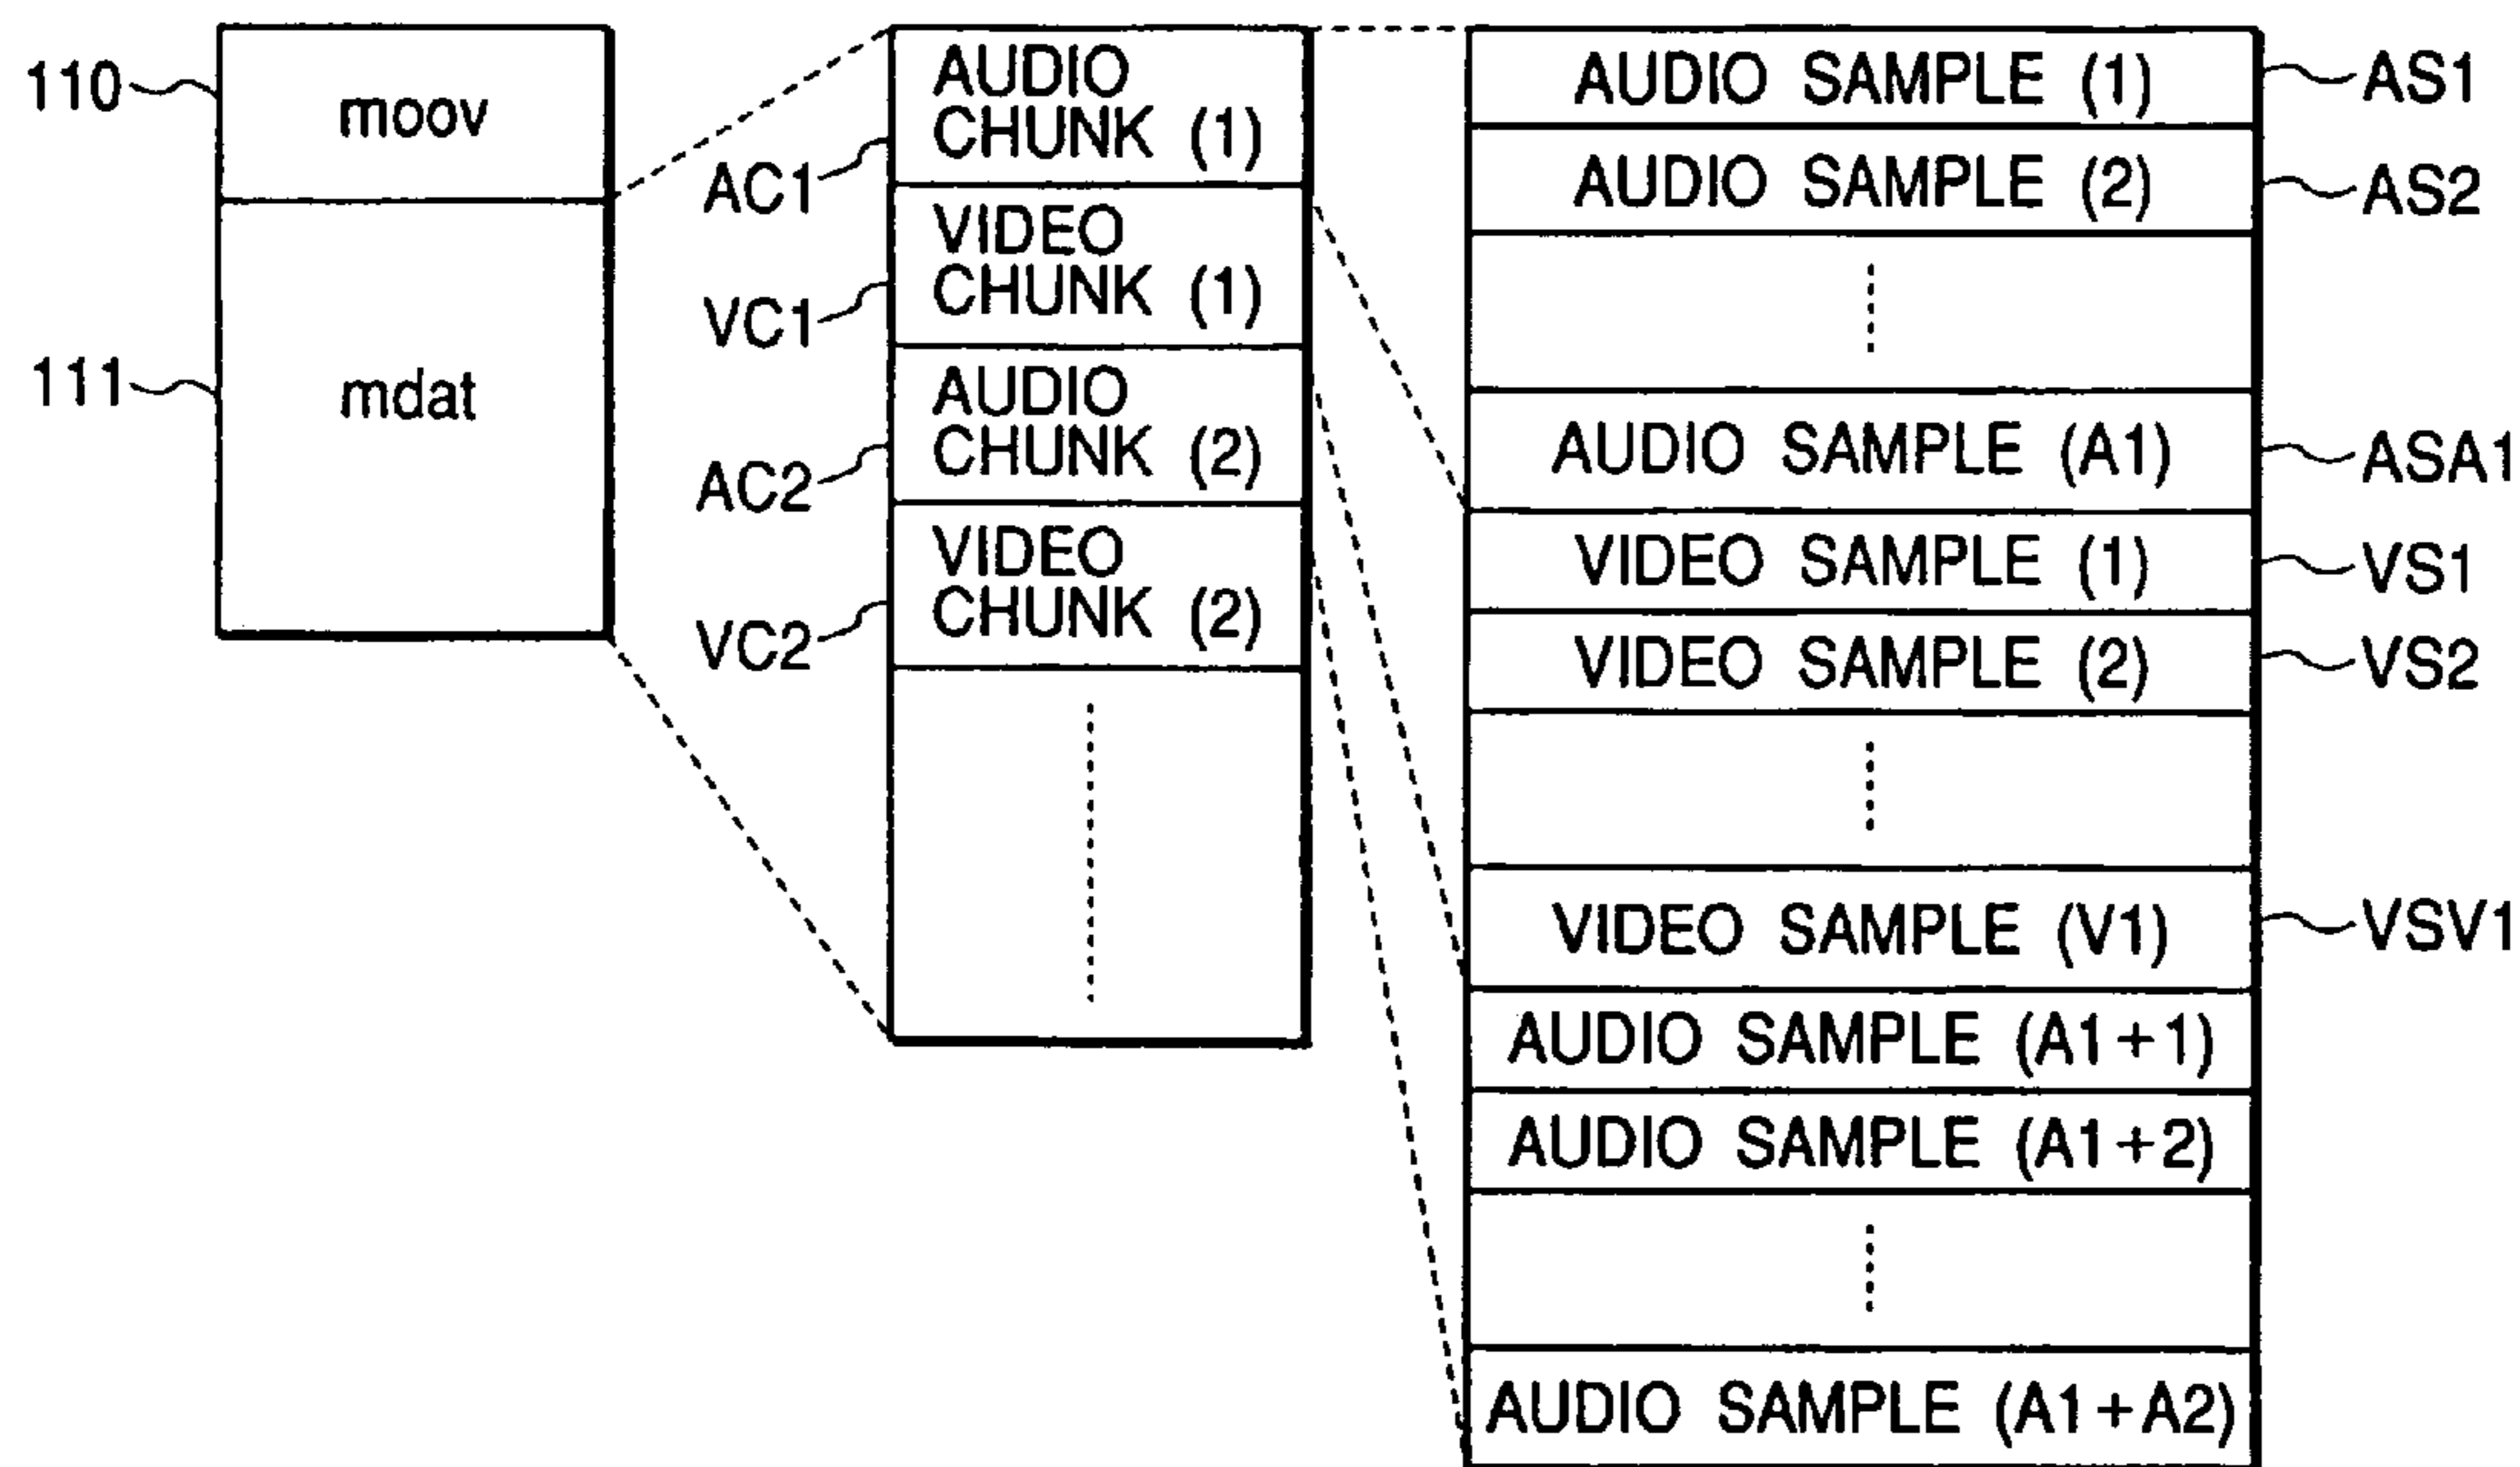 110
moov
111
mdat
AUDIO
CHUNK (1)
AC1
VIDEO
CHUNK (1)
VC1
AUDIO
CHUNK (2)
AC2
VIDEO
CHUNK (2)
VC2
AUDIO SAMPLE (1)
AS1
AUDIO SAMPLE (2)
AS2
AUDIO SAMPLE (A1)
ASA1
VIDEO SAMPLE (1)
VS1
VIDEO SAMPLE (2)
VS2
VIDEO SAMPLE (V1)
VSV1
AUDIO SAMPLE (A1+1)
AUDIO SAMPLE (A1+2)
AUDIO SAMPLE (A1+A2)